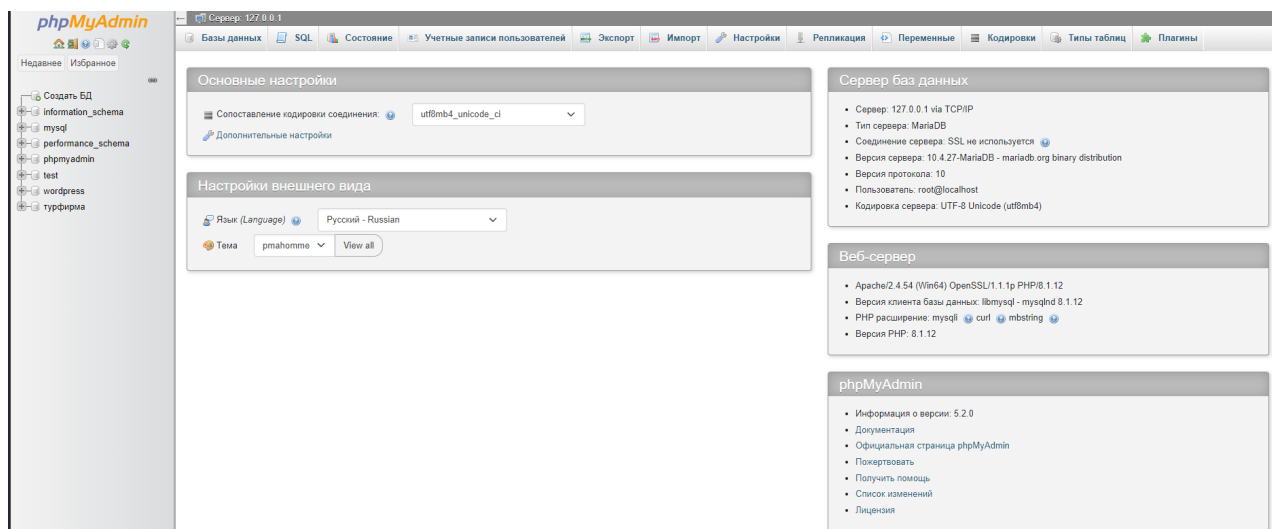 phpMyAdmin
Недавнее Избранное
Создать БД
information_schema
mysql
performance_schema
phpmyadmin
test
wordpress
турфирма
Сервер: 127.0.0.1
Базы данных SQL Состояние Учетные записи пользователей Экспорт Импорт Настройки Репликация Переменные Кодировки Типы таблиц Плагины
Основные настройки
Сопоставление кодировки соединения: utf8mb4_unicode_ci
Дополнительные настройки
Настройки внешнего вида
Язык (Language) Русский - Russian
Тема pmahomme View all
Сервер баз данных
• Сервер: 127.0.0.1 via TCP/IP
• Тип сервера: MariaDB
• Соединение сервера: SSL не используется
• Версия сервера: 10.4.27-MariaDB - mariadb.org binary distribution
• Версия протокола: 10
• Пользователь: root@localhost
• Кодировка сервера: UTF-8 Unicode (utf8mb4)
Веб-сервер
• Apache/2.4.54 (Win64) OpenSSL/1.1.1p PHP/8.1.12
• Версия клиента базы данных: libmysql - mysqlnd 8.1.12
• PHP расширение: mysqli curl mbstring
• Версия PHP: 8.1.12
phpMyAdmin
• Информация о версии: 5.2.0
• Документация
• Официальная страница phpMyAdmin
• Пожертвовать
• Получить помощь
• Список изменений
• Лицензия